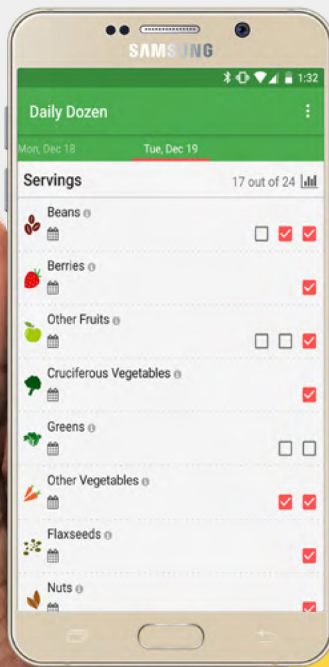 SAMSUNG
1:32
Daily Dozen
Mon, Dec 18
Tue, Dec 19
Servings
17 out of 24
Beans
Berries
Other Fruits
Cruciferous Vegetables
Greens
Other Vegetables
Flaxseeds
Nuts